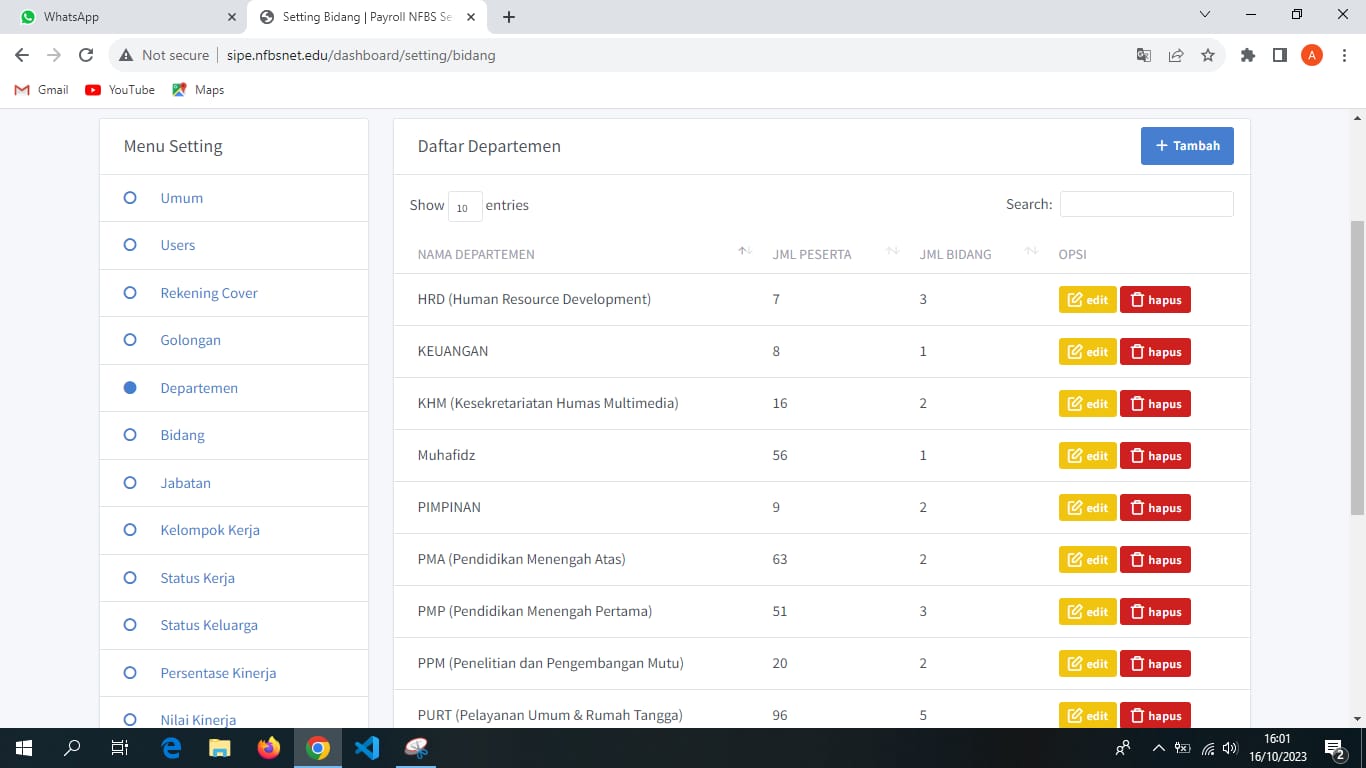 WhatsApp
Setting Bidang | Payroll NFBS Se
Not secure
sipe.nfbsnet.edu/dashboard/setting/bidang
A
Gmail
YouTube
Maps
Menu Setting
Umum
Users
Rekening Cover
Golongan
Departemen
Bidang
Jabatan
Kelompok Kerja
Status Kerja
Status Keluarga
Persentase Kinerja
Nilai Kinerja
Daftar Departemen
+ Tambah
Show 10 entries
Search:
NAMA DEPARTEMEN JML PESERTA JML BIDANG OPSI
HRD (Human Resource Development) 7 3 edit hapus
KEUANGAN 8 1 edit hapus
KHM (Kesekretariatan Humas Multimedia) 16 2 edit hapus
Muhafidz 56 1 edit hapus
PIMPINAN 9 2 edit hapus
PMA (Pendidikan Menengah Atas) 63 2 edit hapus
PMP (Pendidikan Menengah Pertama) 51 3 edit hapus
PPM (Penelitian dan Pengembangan Mutu) 20 2 edit hapus
PURT (Pelayanan Umum & Rumah Tangga) 96 5 edit hapus
16:01
16/10/2023
2